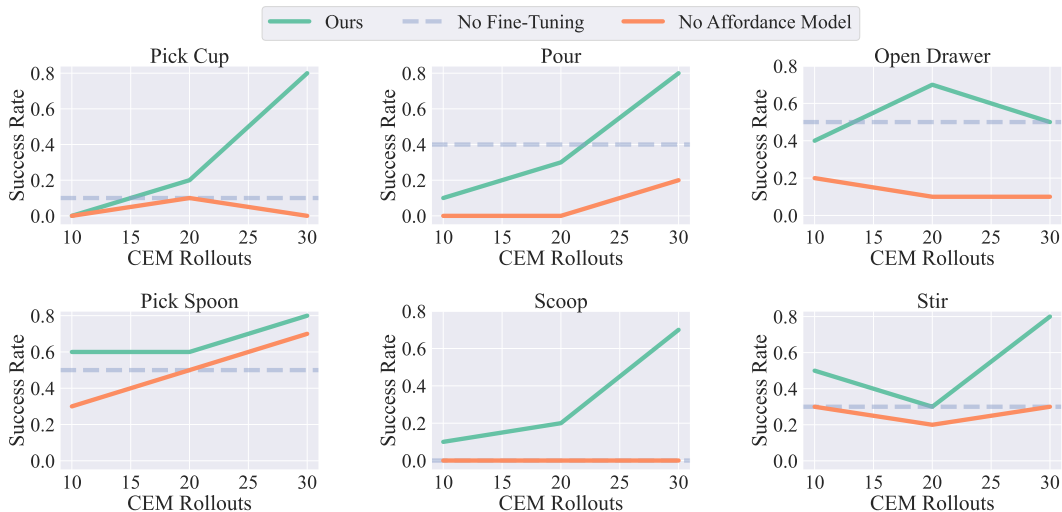 Ours No Fine-Tuning No Affordance Model
Pick Cup
Success Rate
0.8
0.6
0.4
0.2
0.0
10 15 20 25 30
CEM Rollouts
Pour
Success Rate
0.8
0.6
0.4
0.2
0.0
10 15 20 25 30
CEM Rollouts
Open Drawer
Success Rate
0.8
0.6
0.4
0.2
0.0
10 15 20 25 30
CEM Rollouts
Pick Spoon
Success Rate
0.8
0.6
0.4
0.2
0.0
10 15 20 25 30
CEM Rollouts
Scoop
Success Rate
0.8
0.6
0.4
0.2
0.0
10 15 20 25 30
CEM Rollouts
Stir
Success Rate
0.8
0.6
0.4
0.2
0.0
10 15 20 25 30
CEM Rollouts